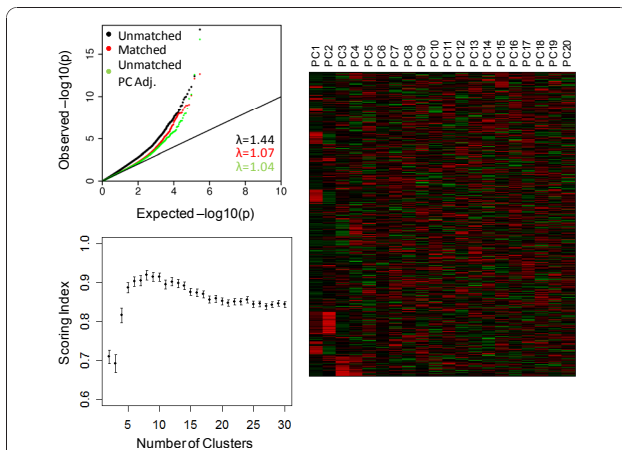 Unmatched
Matched
Unmatched
PC Adj.
15
10
5
0
Observed –log10(p)
λ=1.44
λ=1.07
λ=1.04
0 2 4 6 8 10
Expected –log10(p)
1.0
0.9
0.8
0.7
0.6
Scoring Index
5 10 15 20 25 30
Number of Clusters
PC1 PC2 PC3 PC4 PC5 PC6 PC7 PC8 PC9 PC10 PC11 PC12 PC13 PC14 PC15 PC16 PC17 PC18 PC19 PC20